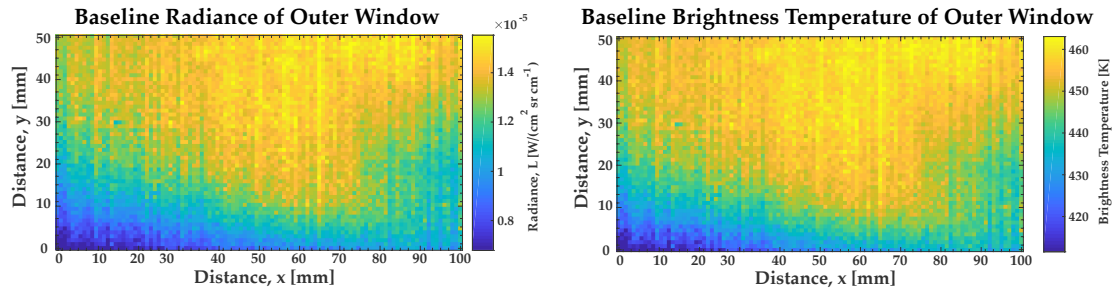 Baseline Radiance of Outer Window
×10⁻⁵
50
40
30
20
10
0
Distance, y [mm]
0 10 20 30 40 50 60 70 80 90 100
Distance, x [mm]
1.4
1.2
1
0.8
Radiance, L [W/(cm² sr cm⁻¹)]
Baseline Brightness Temperature of Outer Window
50
40
30
20
10
0
Distance, y [mm]
0 10 20 30 40 50 60 70 80 90 100
Distance, x [mm]
460
450
440
430
420
Brightness Temperature [K]